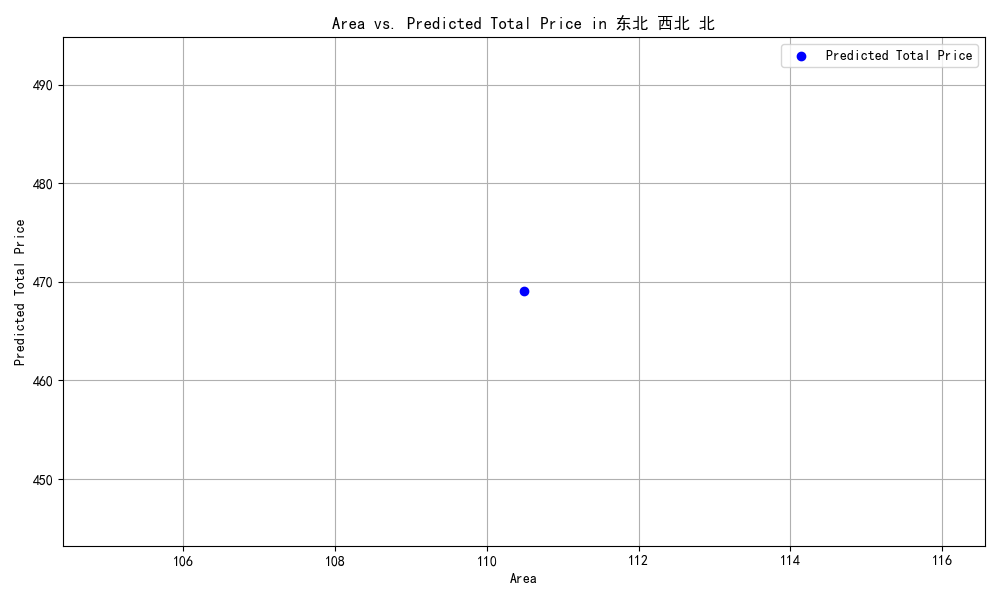 Area vs. Predicted Total Price in 东北 西北 北
Predicted Total Price
490
480
470
460
450
Predicted Total Price
106
108
110
112
114
116
Area